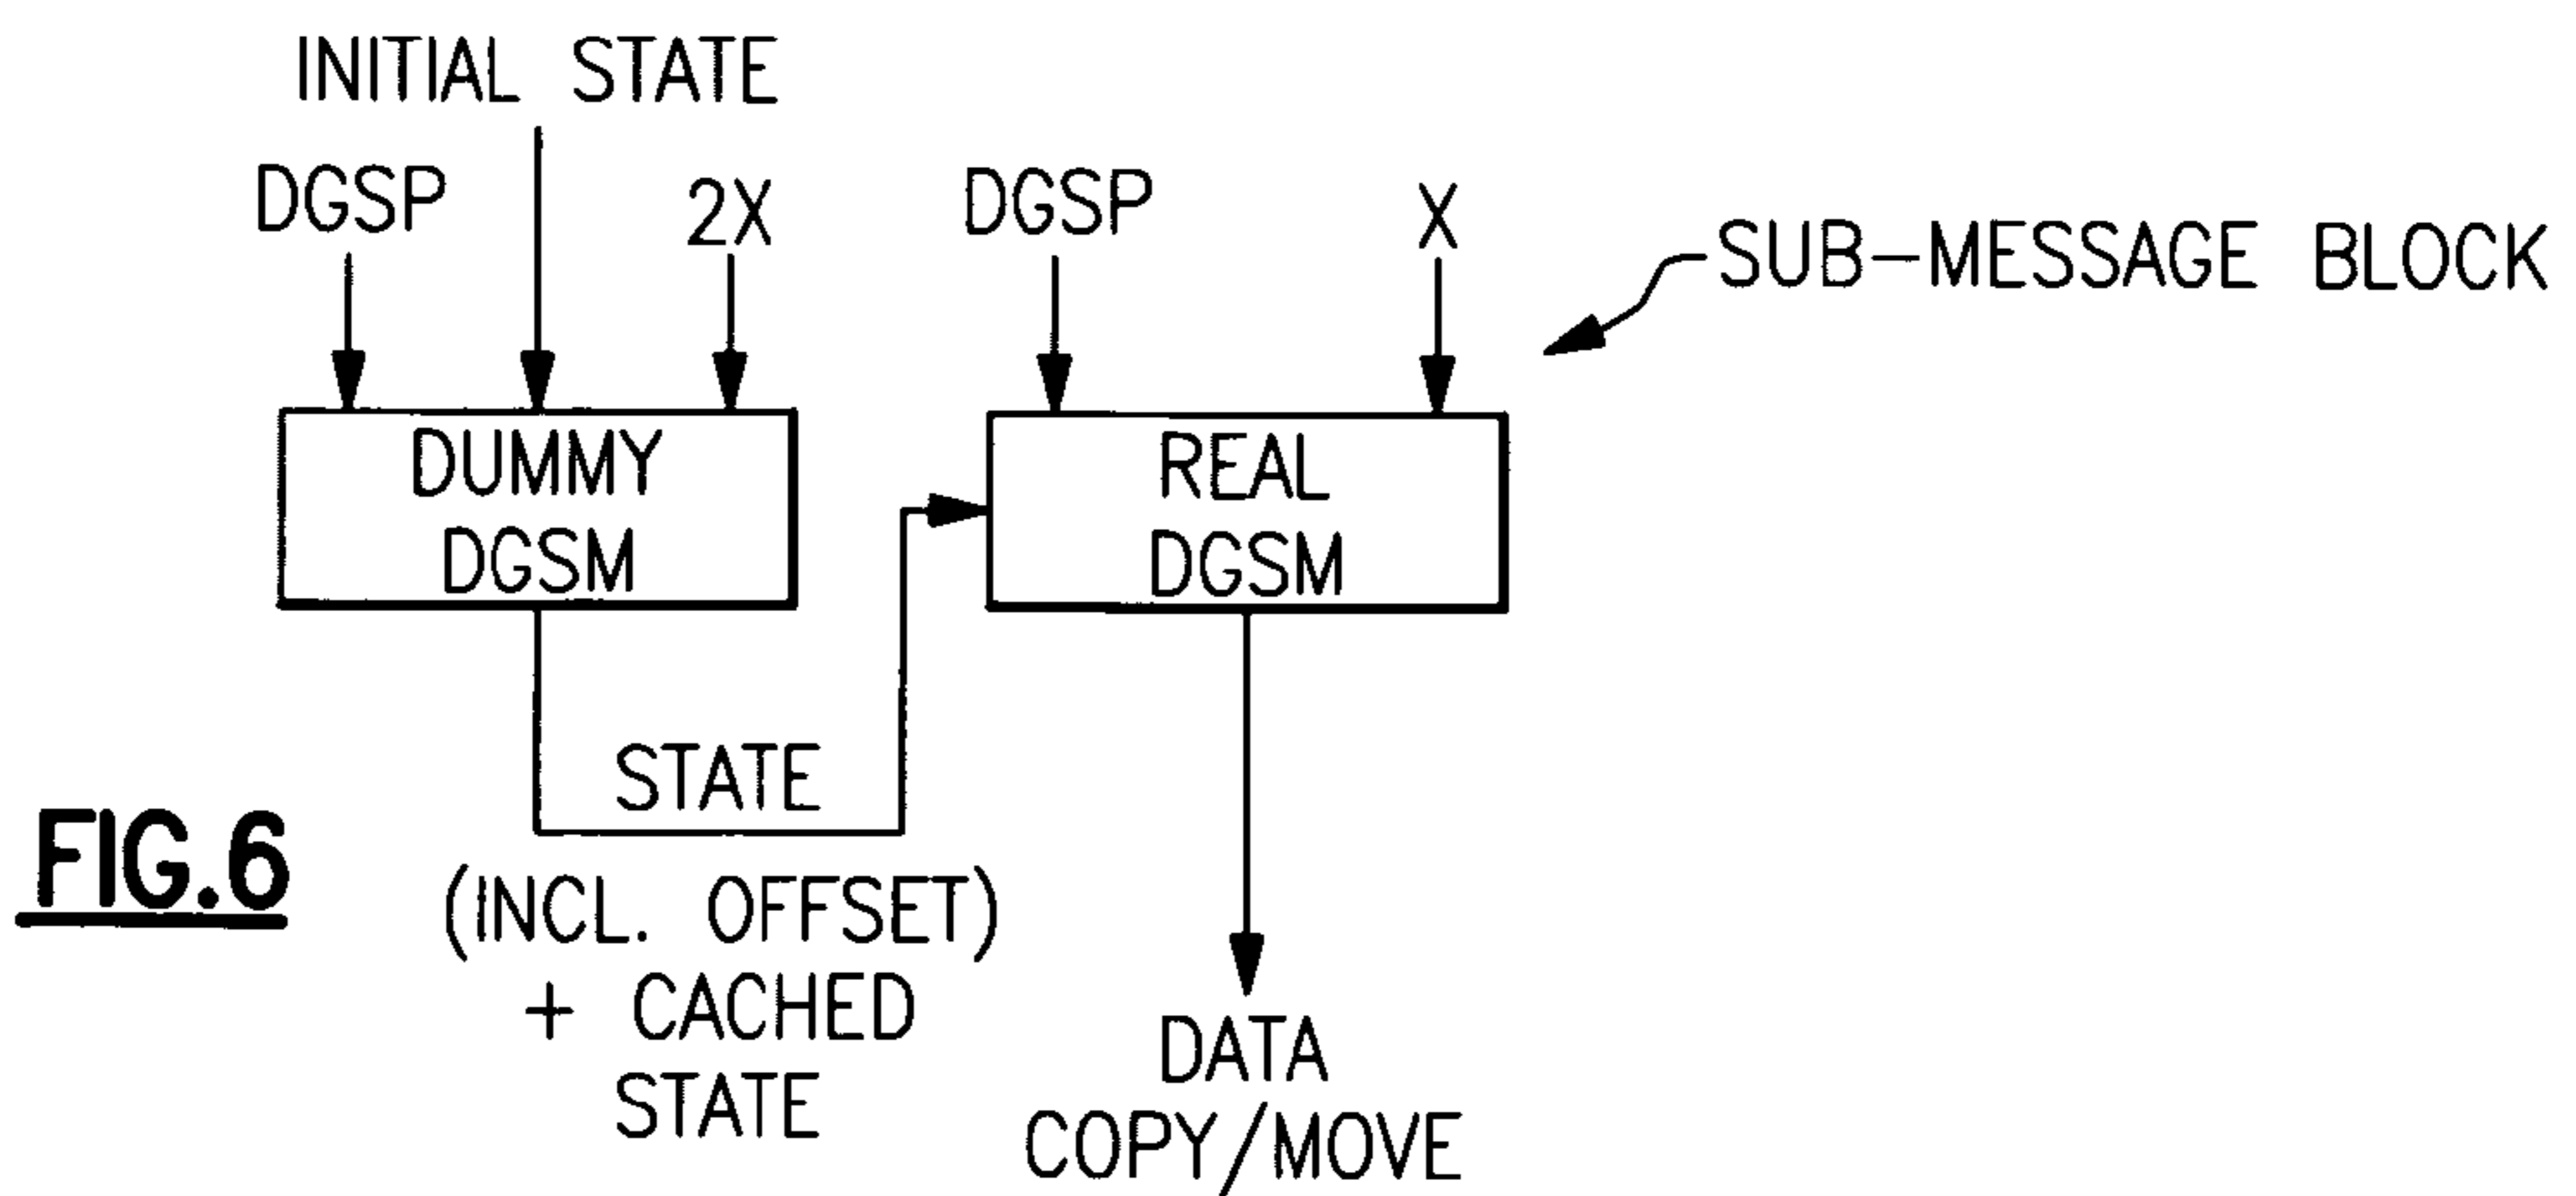 INITIAL STATE
DGSP
2X
DGSP
X
SUB-MESSAGE BLOCK
DUMMY
DGSM
REAL
DGSM
STATE
(INCL. OFFSET)
+ CACHED
STATE
DATA
COPY/MOVE
FIG.6